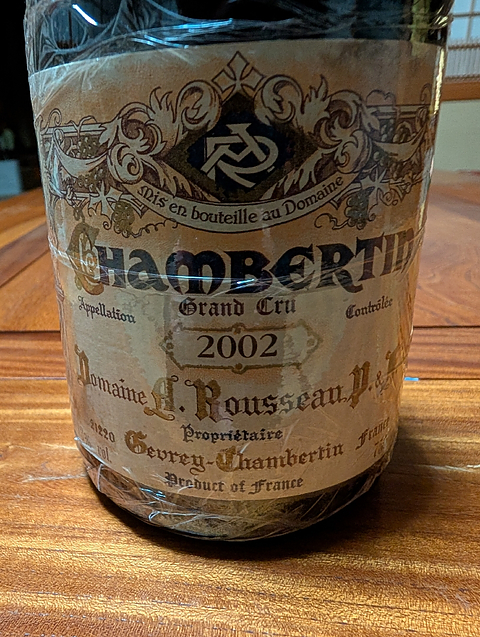 Mis en bouteille au Domaine
CHAMBERTIN
Appellation Grand Cru Contrôlée
2002
Domaine A. Rousseau P. &
Propriétaire
21220 Gevrey-Chambertin France
vol.
Product of France